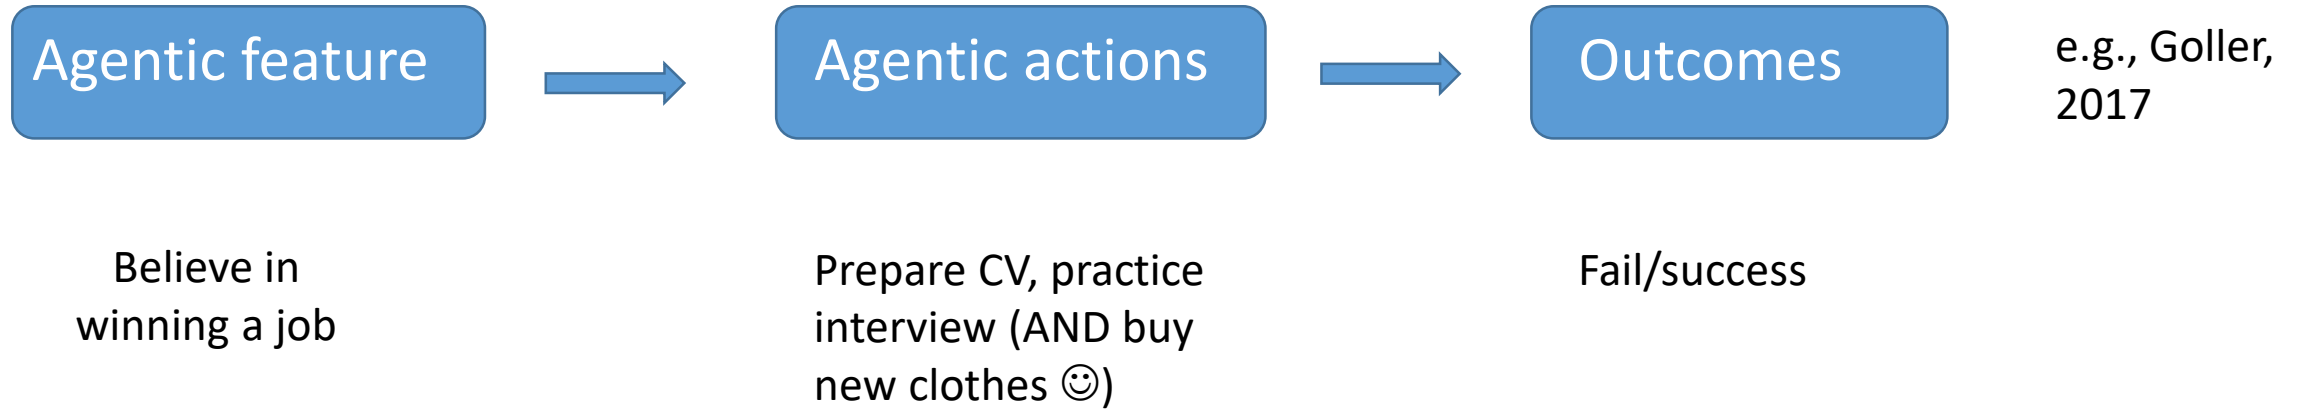 Agentic feature
Agentic actions
Outcomes
e.g., Goller,
2017
Believe in
winning a job
Prepare CV, practice
interview (AND buy
new clothes ☺)
Fail/success